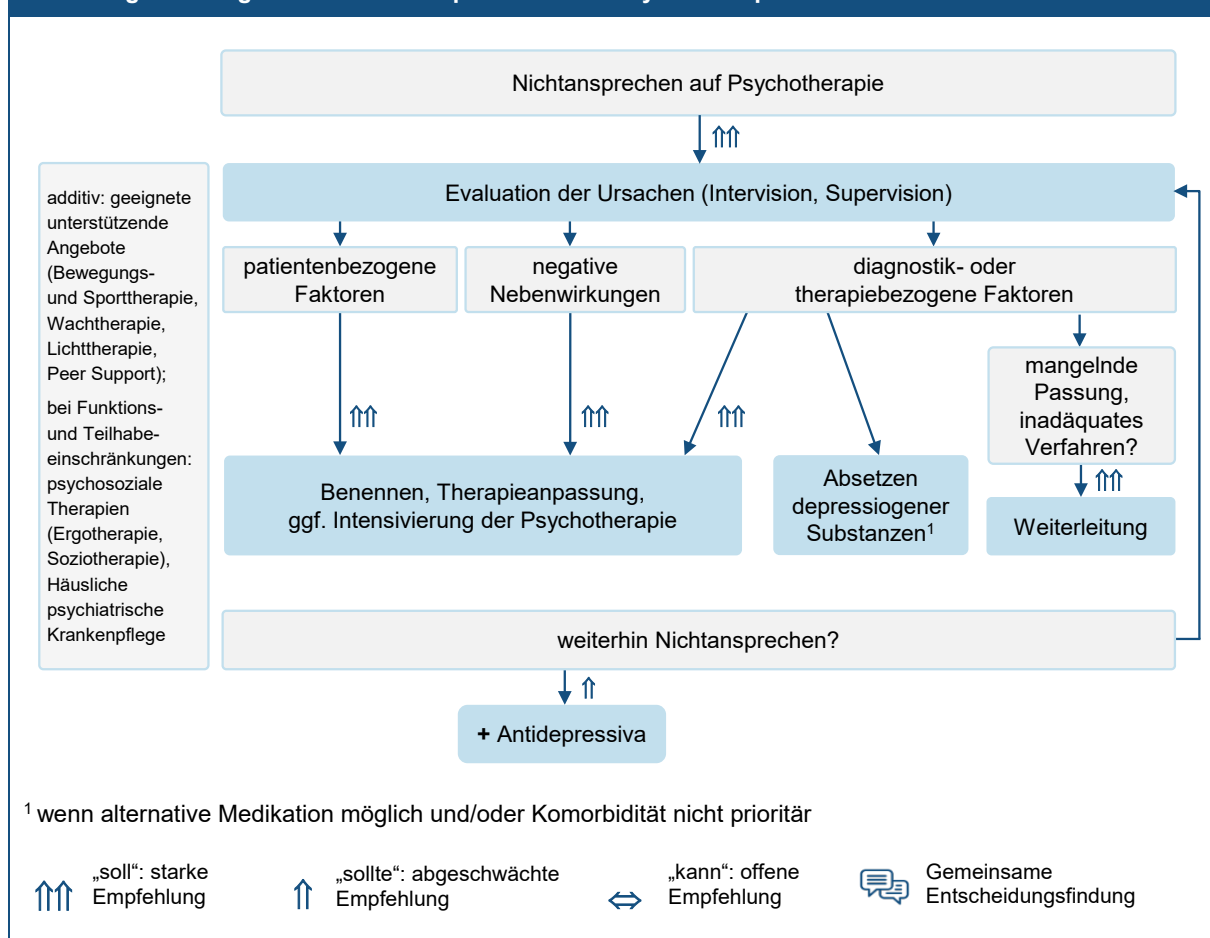 Nichtansprechen auf Psychotherapie
⇑⇑
Evaluation der Ursachen (Intervision, Supervision)
additiv: geeignete
unterstützende
Angebote
(Bewegungs-
und Sporttherapie,
Wachtherapie,
Lichttherapie,
Peer Support);
bei Funktions-
und Teilhabe-
einschränkungen:
psychosoziale
Therapien
(Ergotherapie,
Soziotherapie),
Häusliche
psychiatrische
Krankenpflege
patientenbezogene
Faktoren
negative
Nebenwirkungen
diagnostik- oder
therapiebezogene Faktoren
mangelnde
Passung,
inadäquates
Verfahren?
⇑⇑
⇑⇑
⇑⇑
⇑⇑
Benennen, Therapieanpassung,
ggf. Intensivierung der Psychotherapie
Absetzen
depressiogener
Substanzen¹
Weiterleitung
weiterhin Nichtansprechen?
⇑
+ Antidepressiva
¹ wenn alternative Medikation möglich und/oder Komorbidität nicht prioritär
⇑⇑ „soll“: starke
Empfehlung
⇑ „sollte“: abgeschwächte
Empfehlung
⇔ „kann“: offene
Empfehlung
Gemeinsame
Entscheidungsfindung